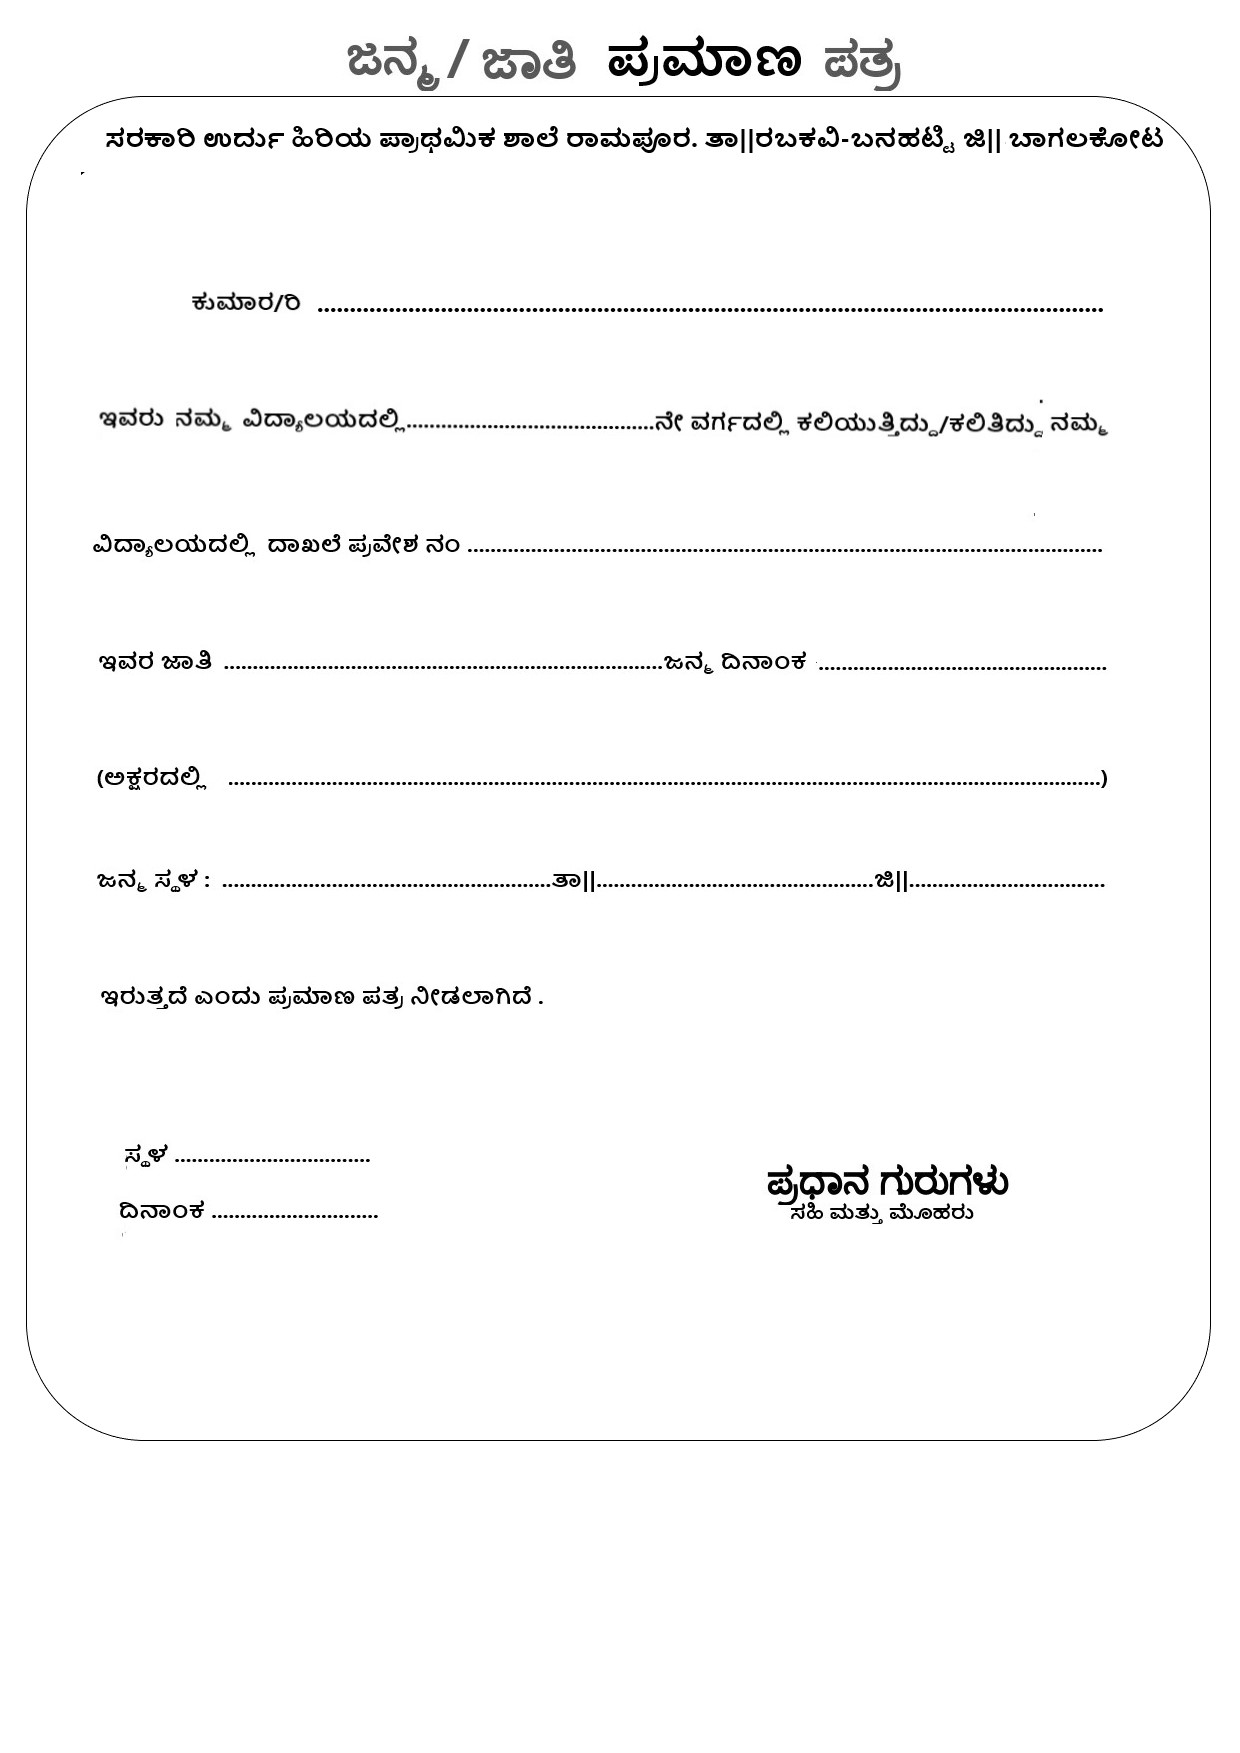 ಜನ್ಮ / ಜಾತಿ ಪ್ರಮಾಣ ಪತ್ರ
ಸರಕಾರಿ ಉರ್ದು ಹಿರಿಯ ಪ್ರಾಥಮಿಕ ಶಾಲೆ ರಾಮಪೂರ. ತಾ||ರಬಕವಿ-ಬನಹಟ್ಟಿ ಜಿ|| ಬಾಗಲಕೋಟ
ಕುಮಾರ/ರಿ ........................................................................................................................
ಇವರು ನಮ್ಮ ವಿದ್ಯಾಲಯದಲ್ಲಿ...........................................ನೇ ವರ್ಗದಲ್ಲಿ ಕಲಿಯುತ್ತಿದ್ದು/ಕಲಿತಿದ್ದು ನಮ್ಮ
ವಿದ್ಯಾಲಯದಲ್ಲಿ ದಾಖಲೆ ಪ್ರವೇಶ ನಂ ..............................................................................................................
ಇವರ ಜಾತಿ ............................................................................ಜನ್ಮ ದಿನಾಂಕ ..................................................
(ಅಕ್ಷರದಲ್ಲಿ .......................................................................................................................................................)
ಜನ್ಮ ಸ್ಥಳ : .........................................................ತಾ||................................................ಜಿ||..................................
ಇರುತ್ತದೆ ಎಂದು ಪ್ರಮಾಣ ಪತ್ರ ನೀಡಲಾಗಿದೆ .
ಸ್ಥಳ ..................................
ದಿನಾಂಕ .............................
ಪ್ರಧಾನ ಗುರುಗಳು
ಸಹಿ ಮತ್ತು ಮೊಹರು